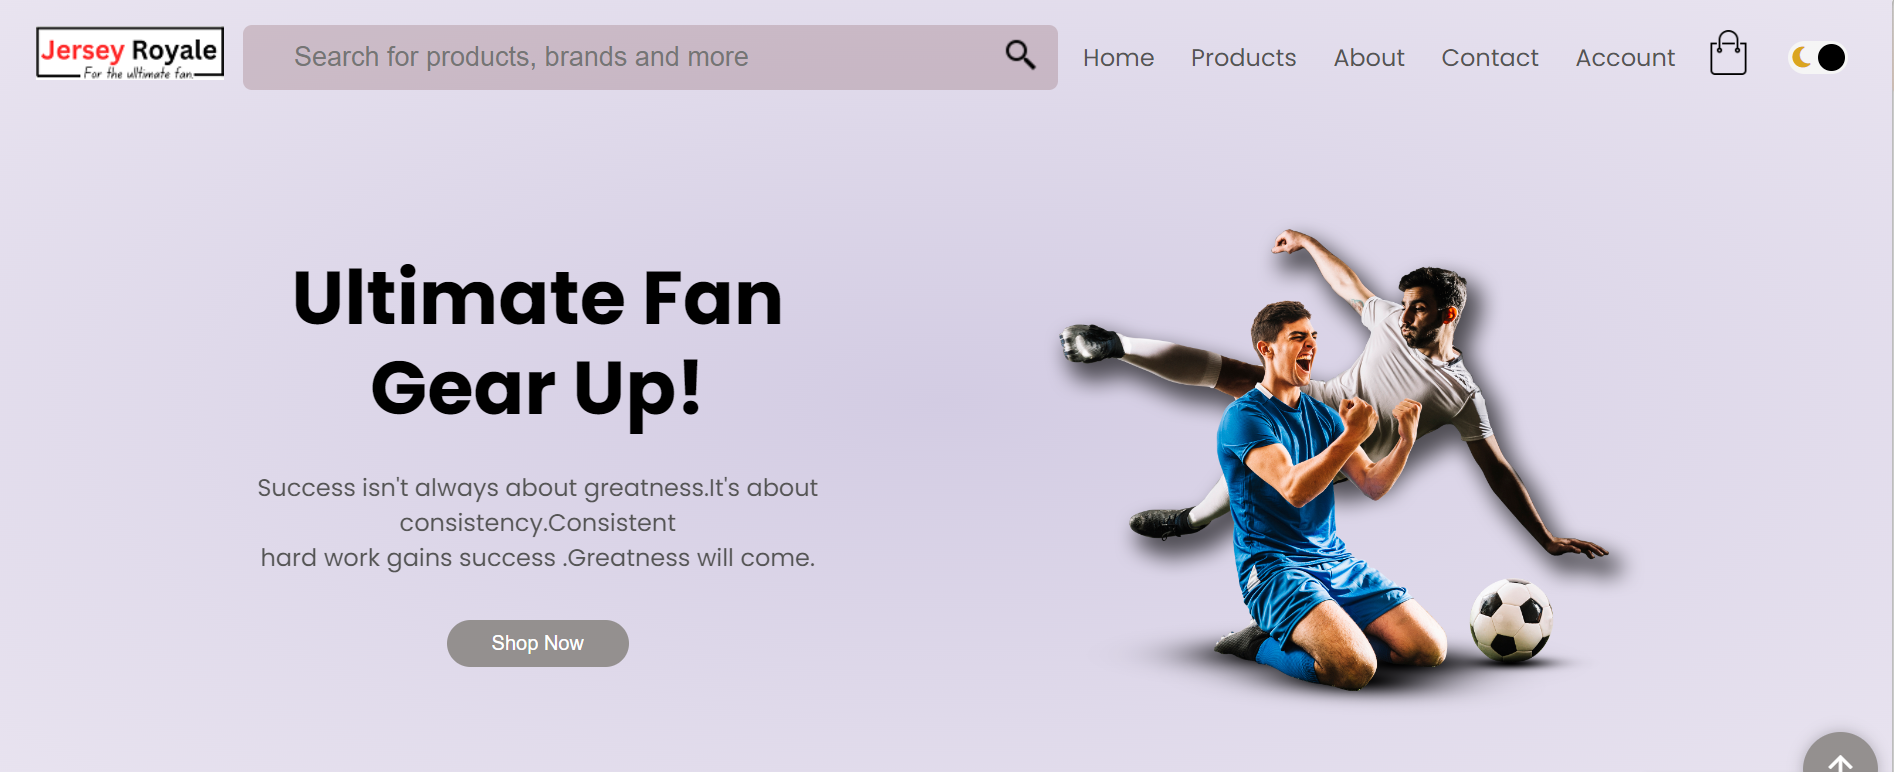 Jersey Royale
For the ulltimate fan.
Search for products, brands and more
Home Products About Contact Account
Ultimate Fan
Gear Up!
Success isn't always about greatness.It's about
consistency.Consistent
hard work gains success .Greatness will come.
Shop Now